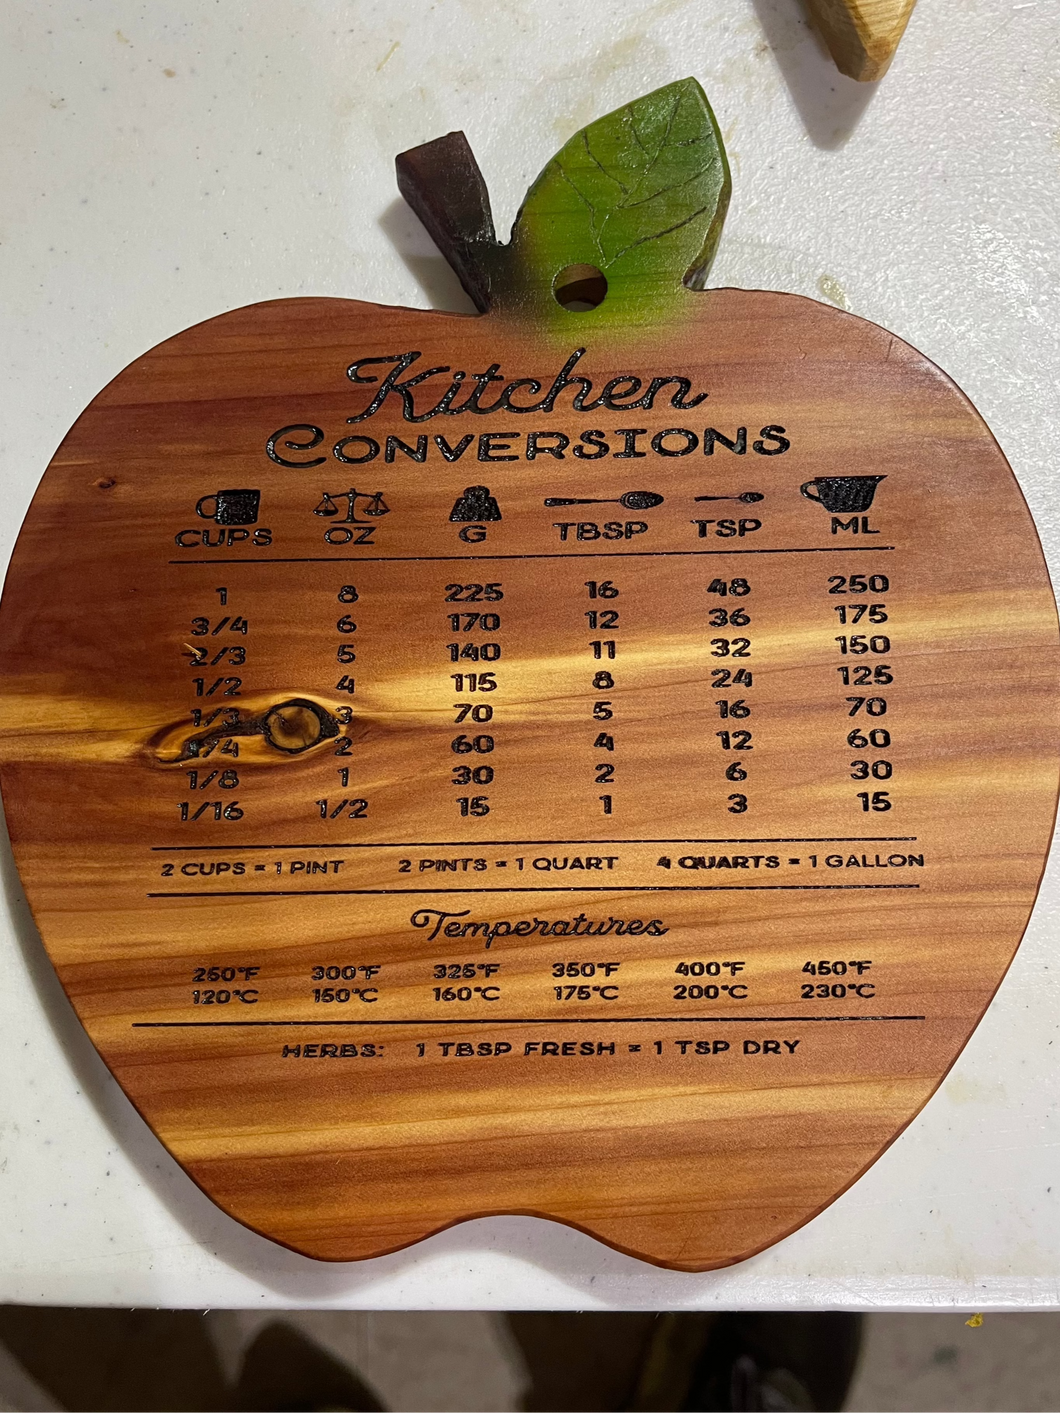 Kitchen
CONVERSIONS
CUPS OZ G TBSP TSP ML
1 8 225 16 48 250
3/4 6 170 12 36 175
2/3 5 140 11 32 150
1/2 4 115 8 24 125
1/3 3 70 5 16 70
1/4 2 60 4 12 60
1/8 1 30 2 6 30
1/16 1/2 15 1 3 15
2 CUPS = 1 PINT 2 PINTS = 1 QUART 4 QUARTS = 1 GALLON
Temperatures
250°F 300°F 325°F 350°F 400°F 450°F
120°C 150°C 160°C 175°C 200°C 230°C
HERBS: 1 TBSP FRESH = 1 TSP DRY